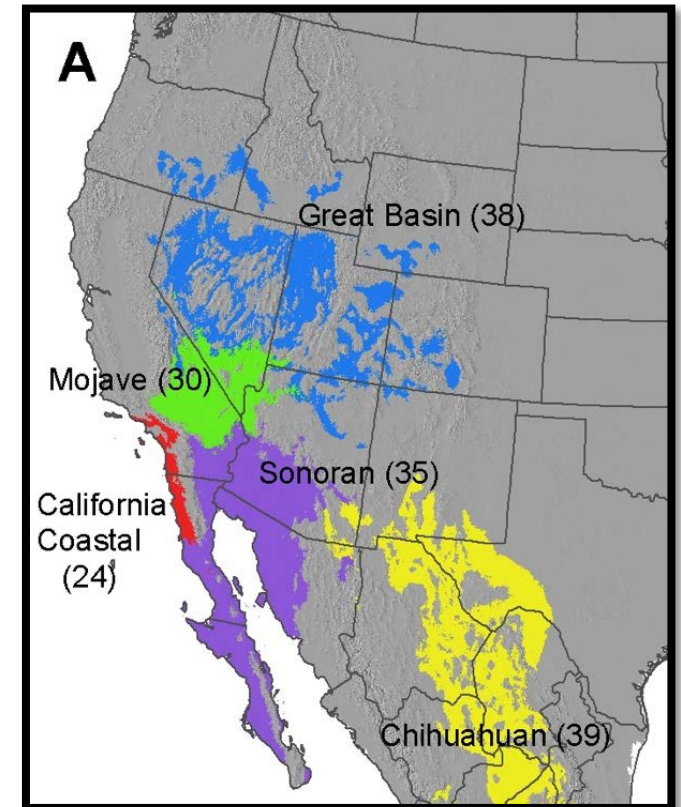 A
Great Basin (38)
Mojave (30)
Sonoran (35)
California
Coastal
(24)
Chihuahuan (39)